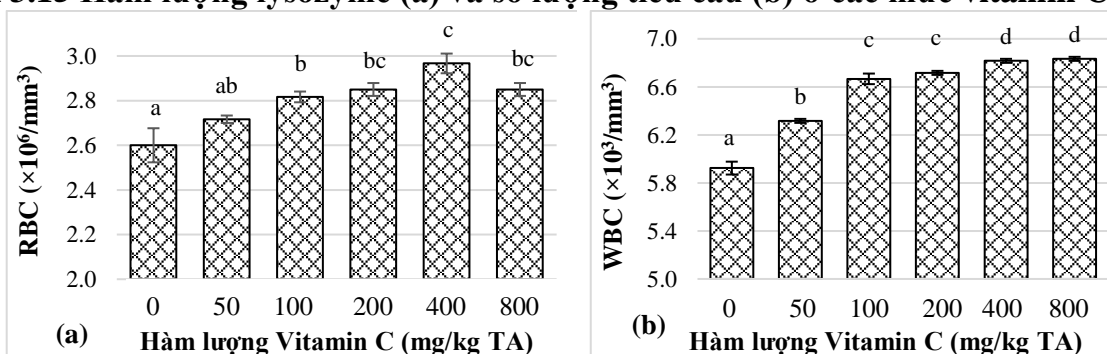 Hàm lượng lysozyme (a) và số lượng tiểu cầu (b) ở các mức vitamin C
RBC (×10⁶/mm³)
3.0
2.8
2.6
2.4
2.2
2.0
a
ab
b
bc
c
bc
0 50 100 200 400 800
(a) Hàm lượng Vitamin C (mg/kg TA)
WBC (×10³/mm³)
7.0
6.6
6.2
5.8
5.4
5.0
a
b
c
c
d
d
0 50 100 200 400 800
(b) Hàm lượng Vitamin C (mg/kg TA)